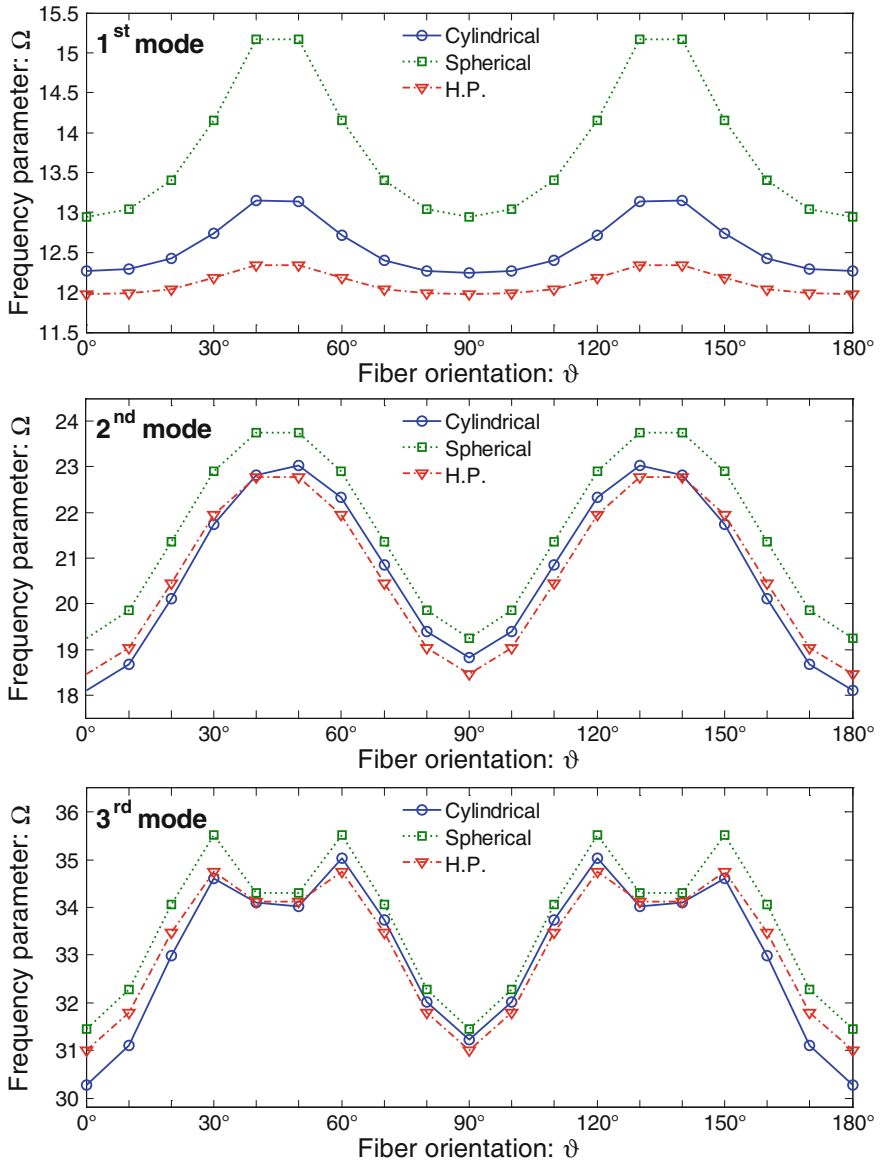 1st mode
Cylindrical
Spherical
H.P.
Frequency parameter: Ω
15.5
15
14.5
14
13.5
13
12.5
12
11.5
0° 30° 60° 90° 120° 150° 180°
Fiber orientation: ϑ
2nd mode
Cylindrical
Spherical
H.P.
Frequency parameter: Ω
24
23
22
21
20
19
18
0° 30° 60° 90° 120° 150° 180°
Fiber orientation: ϑ
3rd mode
Cylindrical
Spherical
H.P.
Frequency parameter: Ω
36
35
34
33
32
31
30
0° 30° 60° 90° 120° 150° 180°
Fiber orientation: ϑ